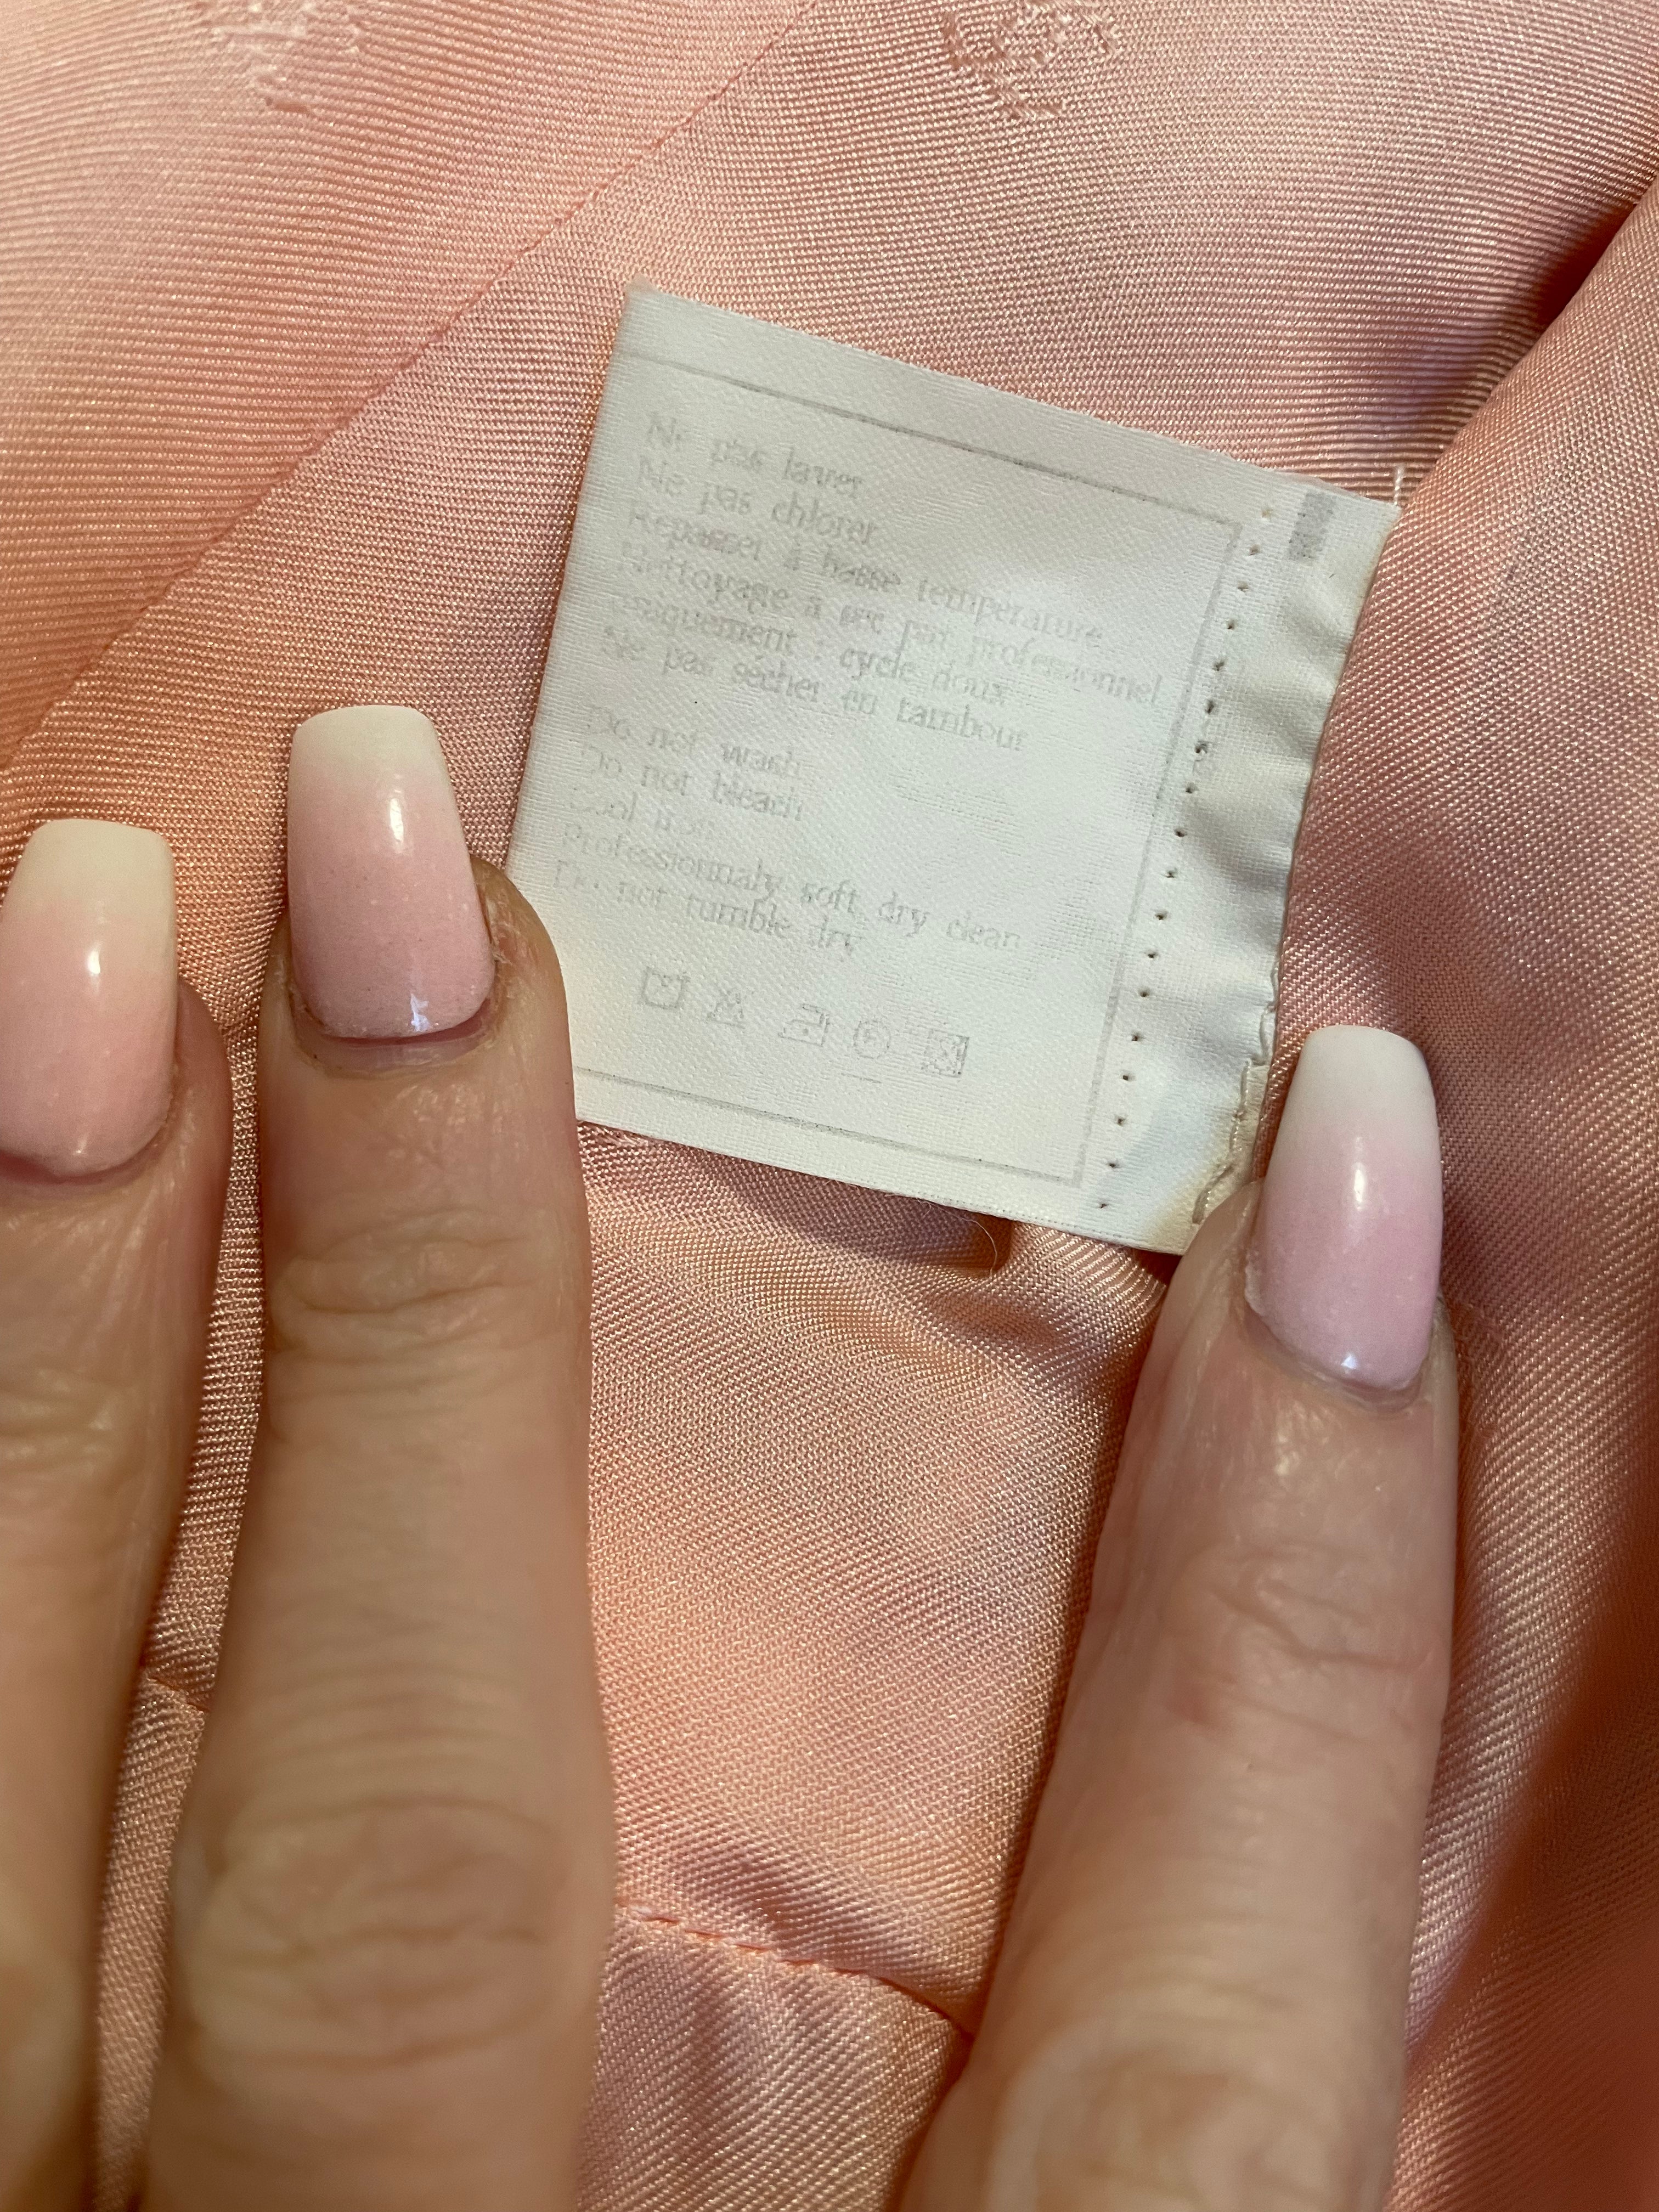 Ne pas laver
Ne pas chlorer
Repasser à basse température
Nettoyage à sec par professionnel
uniquement : cycle doux
Ne pas sécher en tambour
Do not wash
Do not bleach
Cool iron
Professionnaly soft dry clean
Do not tumble dry